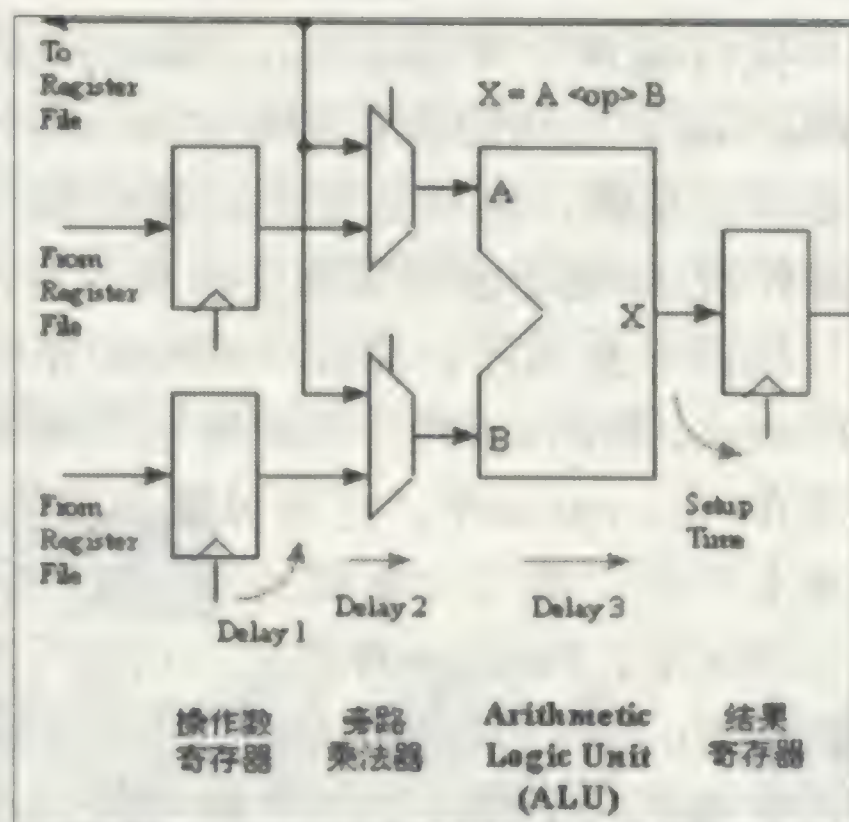 To
Register
File
X = A <op> B
A
From
Register
File
X
B
From
Register
File
Setup
Time
Delay 1
Delay 2
Delay 3
操作数
寄存器
旁路
乘法器
Arithmetic
Logic Unit
(ALU)
结果
寄存器